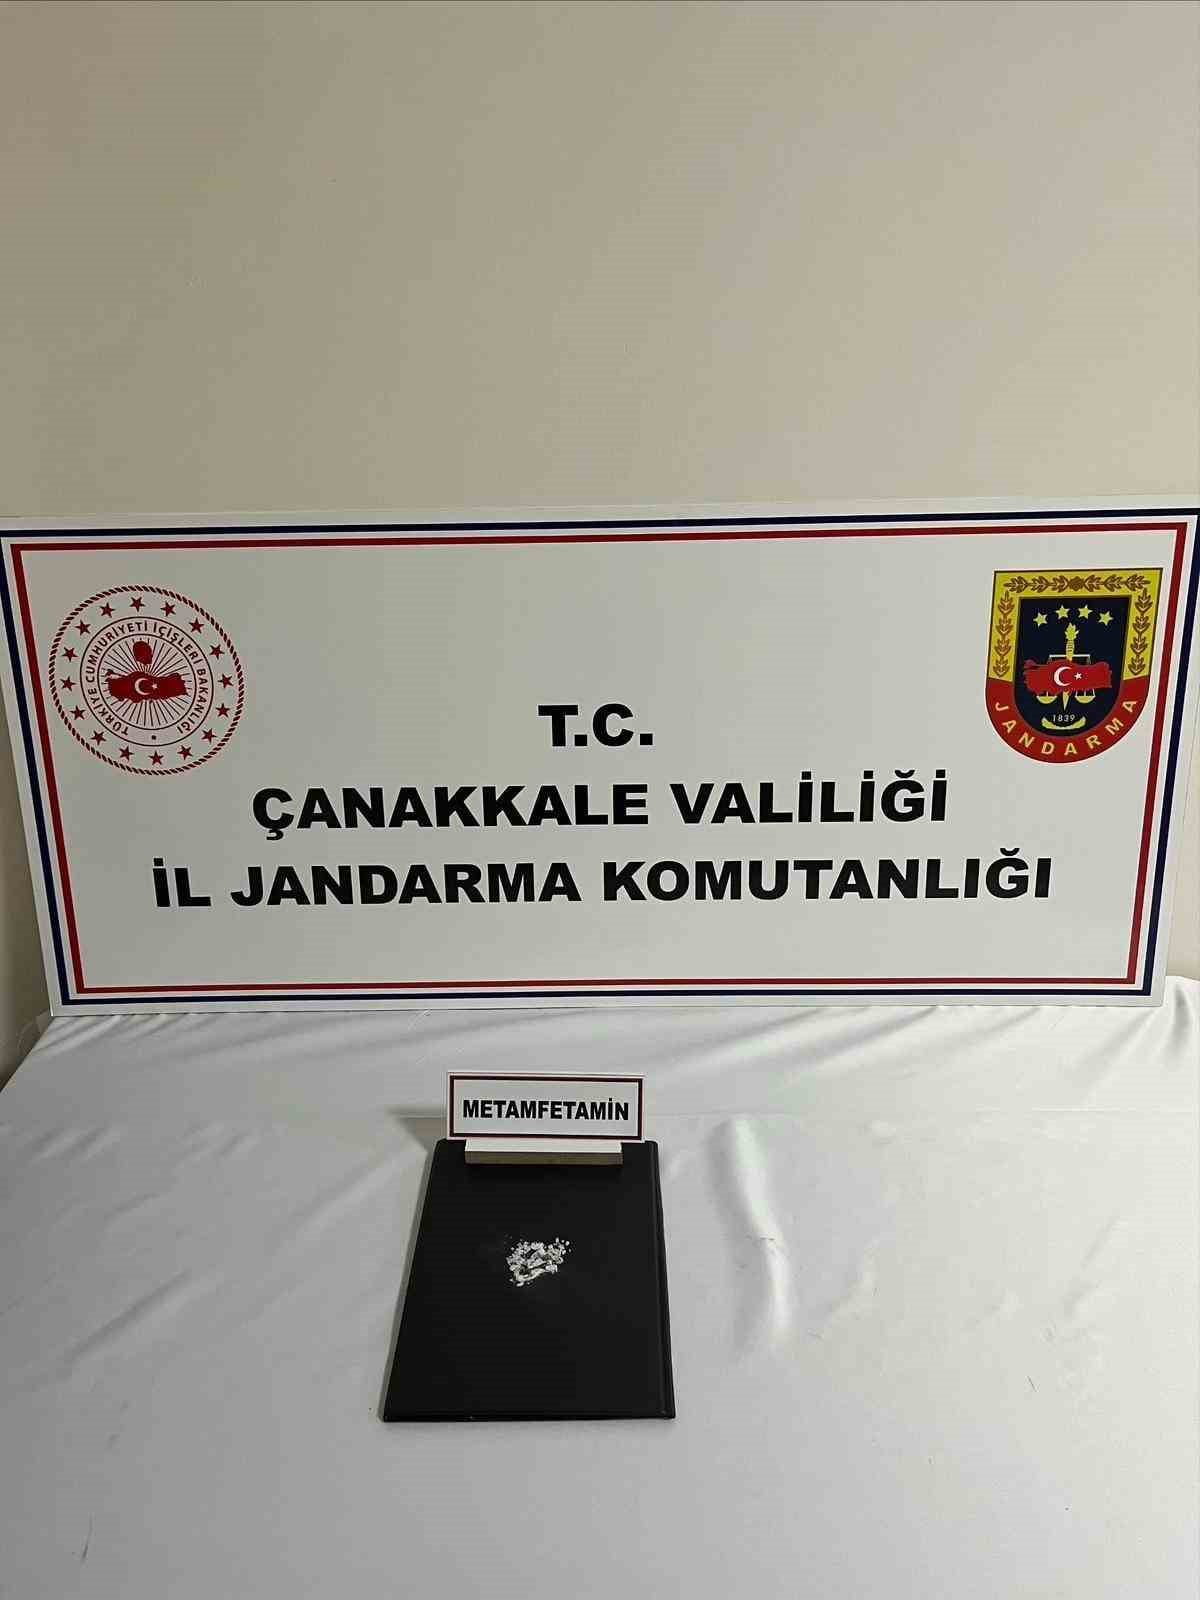 TÜRKİYE CUMHURİYETİ İÇİŞLERİ BAKANLIĞI
1839
JANDARMA
T.C.
ÇANAKKALE VALİLİĞİ
İL JANDARMA KOMUTANLIĞI
METAMFETAMİN